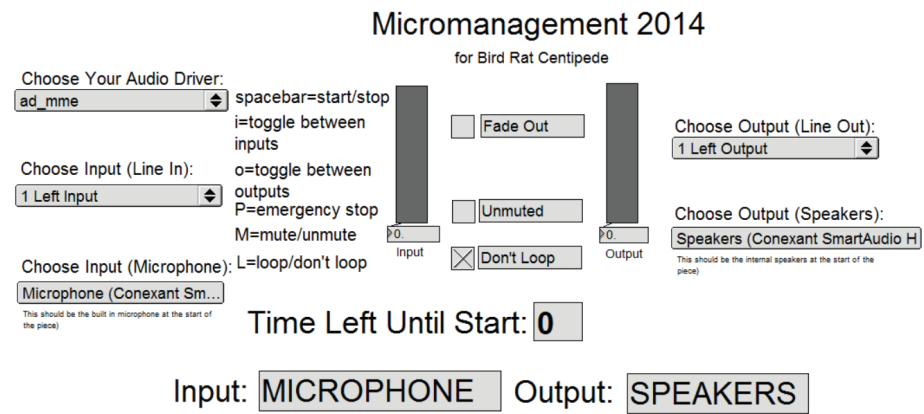 Micromanagement 2014
for Bird Rat Centipede
Choose Your Audio Driver:
ad_mme
Choose Input (Line In):
1 Left Input
Choose Input (Microphone):
Microphone (Conexant Sm...
This should be the built in microphone at the start of
the piece)
spacebar=start/stop
i=toggle between
inputs
o=toggle between
outputs
P=emergency stop
M=mute/unmute
L=loop/don't loop
0.
Input
Fade Out
Unmuted
Don't Loop
0.
Output
Choose Output (Line Out):
1 Left Output
Choose Output (Speakers):
Speakers (Conexant SmartAudio H
This should be the internal speakers at the start of the
piece)
Time Left Until Start: 0
Input: MICROPHONE Output: SPEAKERS